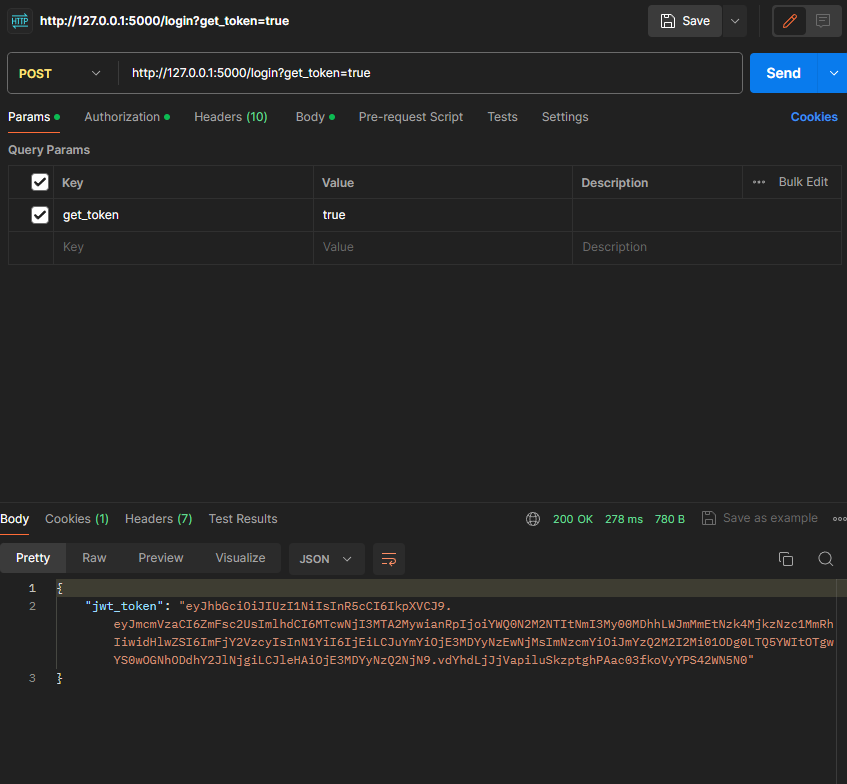 HTTP http://127.0.0.1:5000/login?get_token=true Save
POST http://127.0.0.1:5000/login?get_token=true Send
Params Authorization Headers (10) Body Pre-request Script Tests Settings Cookies
Query Params
Key Value Description Bulk Edit
get_token true
Key Value Description
Body Cookies (1) Headers (7) Test Results 200 OK 278 ms 780 B Save as example
Pretty Raw Preview Visualize JSON
1 {
2 "jwt_token": "eyJhbGciOiJIUzI1NiIsInR5cCI6IkpXVCJ9.
eyJmcmVzaCI6ZmFsc2UsImlhdCI6MTcwNjI3MTA2MywianRpIjoiYWQ0N2M2NTItNmI3My00MDhhLWJmMmEtNzk4MjkzNzc1MmRh
IiwidHlwZSI6ImFjY2VzcyIsInN1YiI6IjEiLCJuYmYiOjE3MDYyNzEwNjMsImNzcmYiOiJmYzQ2M2I2Mi01ODg0LTQ5YWItOTgw
YS0wOGNhODdhY2JlNjgiLCJleHAiOjE3MDYyNzQ2NjN9.vdYhdLjJjVapiluSkzptghPAac03fkoVyYPS42WN5N0"
3 }